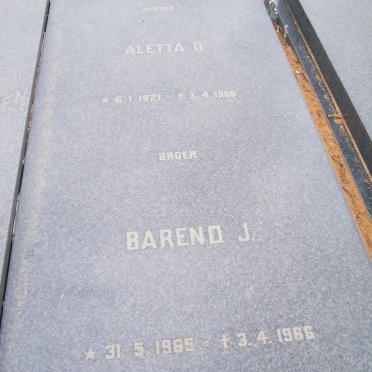 MOEDER
ALETTA D.
★ 6. 1. 1921 - ✝ 3. 4. 1966
BROER
BAREND J.
★ 31. 5. 1965 - ✝ 3. 4. 1966